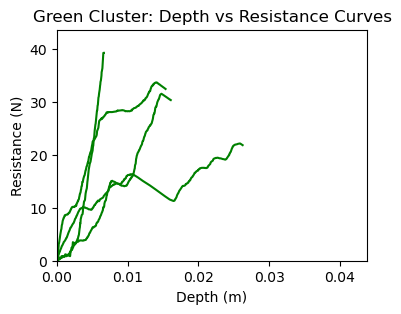 Green Cluster: Depth vs Resistance Curves
Resistance (N)
40
30
20
10
0
0.00 0.01 0.02 0.03 0.04
Depth (m)